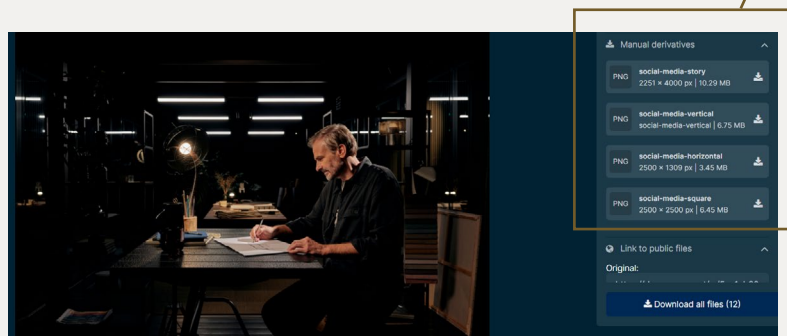 Manual derivatives
PNG
social-media-story
2251 × 4000 px | 10.29 MB
PNG
social-media-vertical
social-media-vertical | 6.75 MB
PNG
social-media-horizontal
2500 × 1309 px | 3.45 MB
PNG
social-media-square
2500 × 2500 px | 6.45 MB
Link to public files
Original:
Download all files (12)